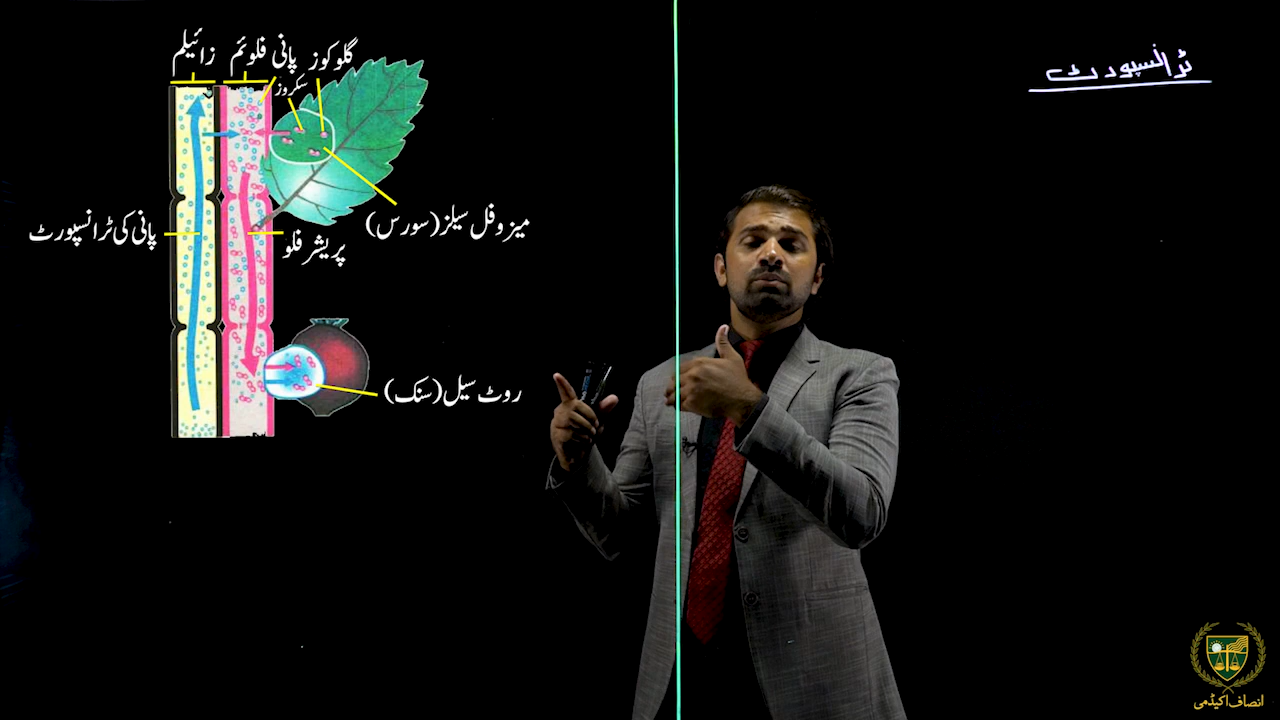 ٹرانسپورٹ
زائیلم فلوئم پانی گلوکوز
سکروز
پانی کی ٹرانسپورٹ
میزوفل سیلز (سورس)
پریشر فلو
روٹ سیل (سنک)
انصاف اکیڈمی